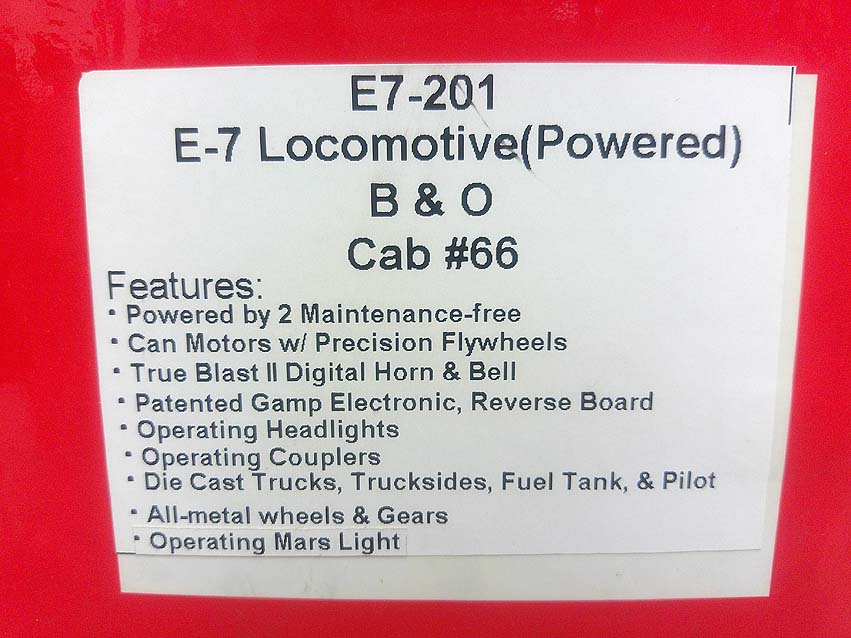 E7-201
E-7 Locomotive(Powered)
B & O
Cab #66
Features:
• Powered by 2 Maintenance-free
• Can Motors w/ Precision Flywheels
• True Blast II Digital Horn & Bell
• Patented Gamp Electronic, Reverse Board
• Operating Headlights
• Operating Couplers
• Die Cast Trucks, Trucksides, Fuel Tank, & Pilot
• All-metal wheels & Gears
• Operating Mars Light